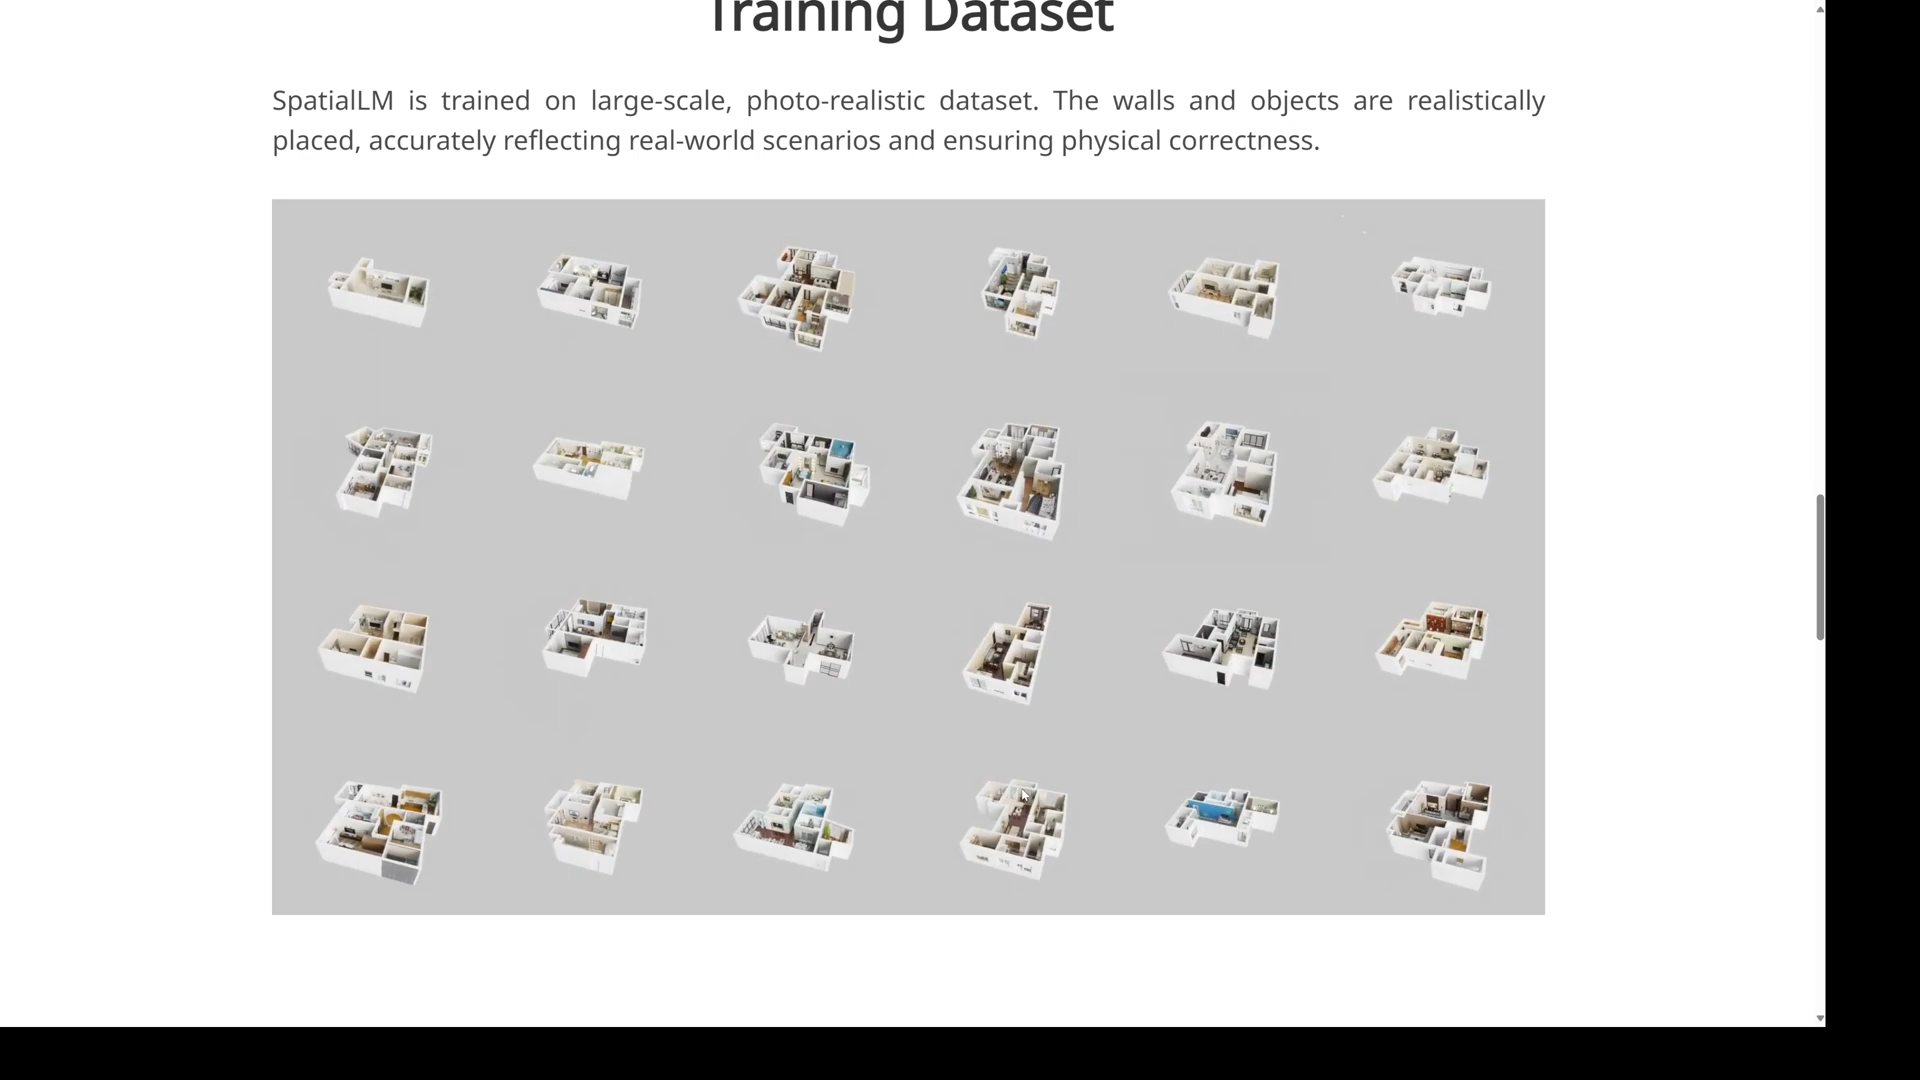 Training Dataset
SpatialLM is trained on large-scale, photo-realistic dataset. The walls and objects are realistically
placed, accurately reflecting real-world scenarios and ensuring physical correctness.